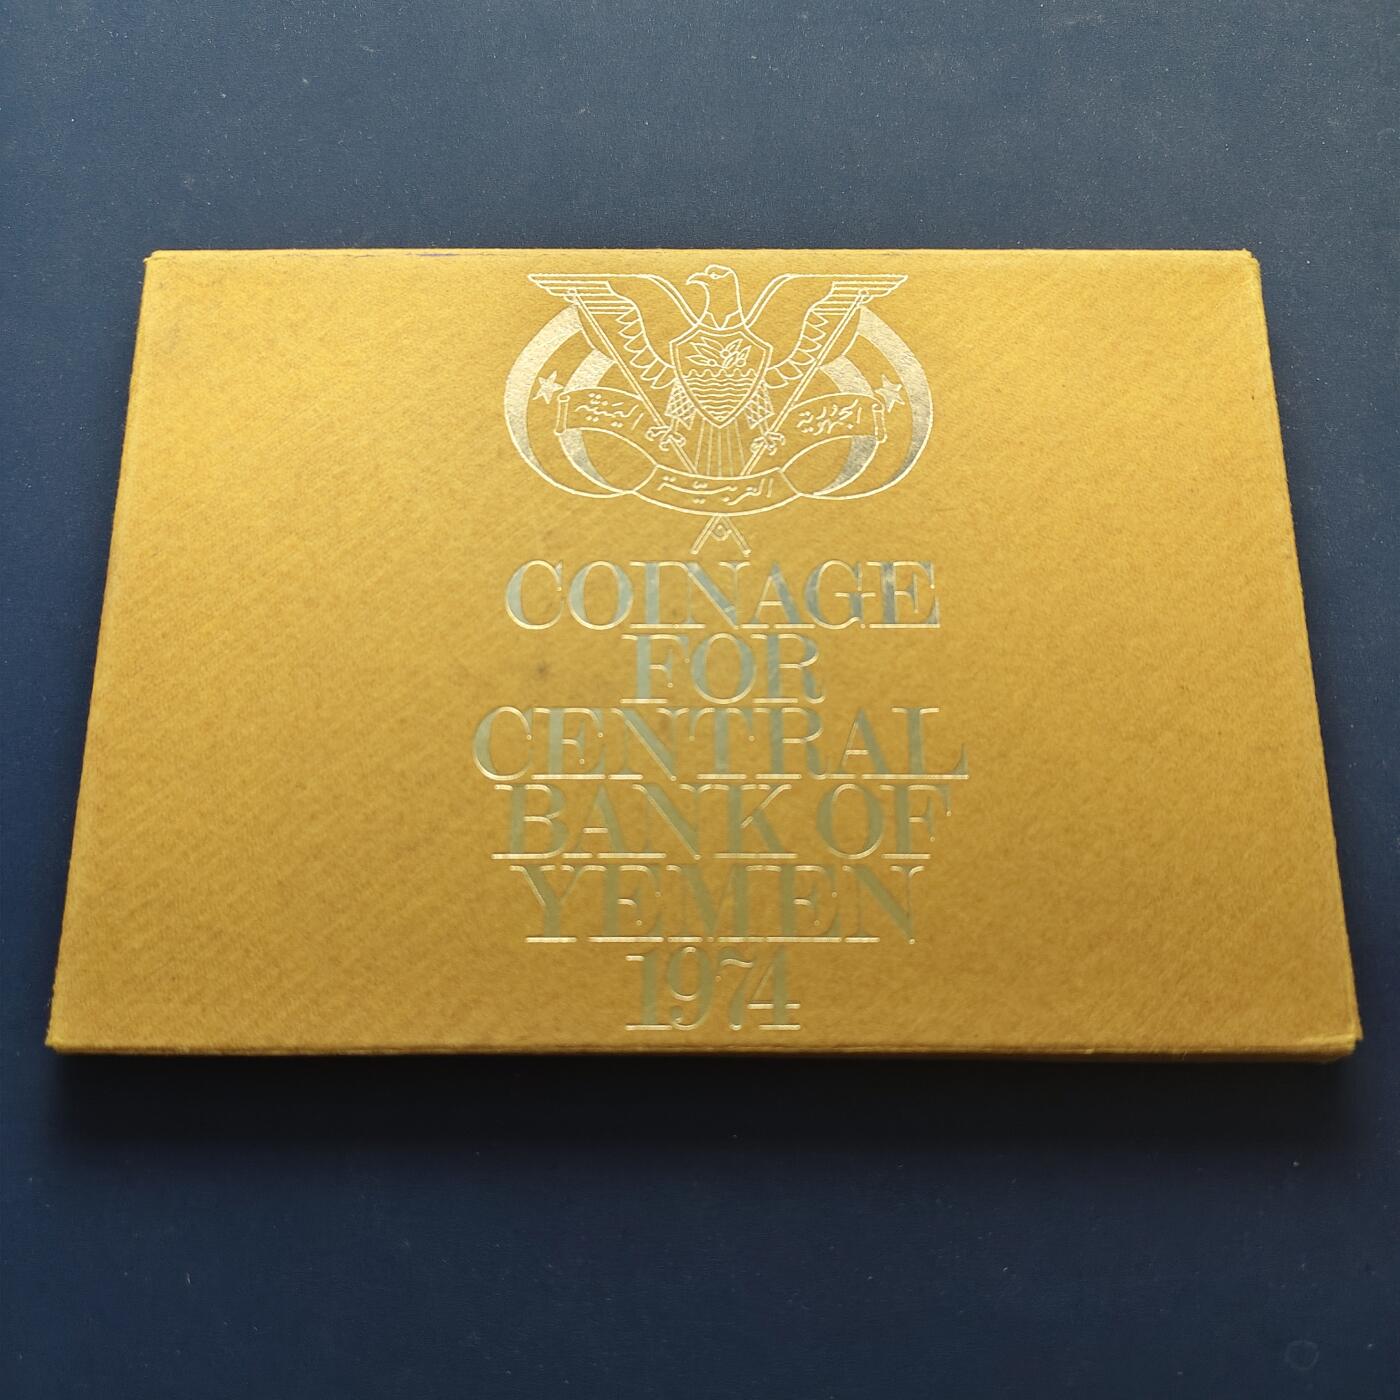 الجمهورية
العربية
اليمنية
COINAGE
FOR
CENTRAL
BANK OF
YEMEN
1974